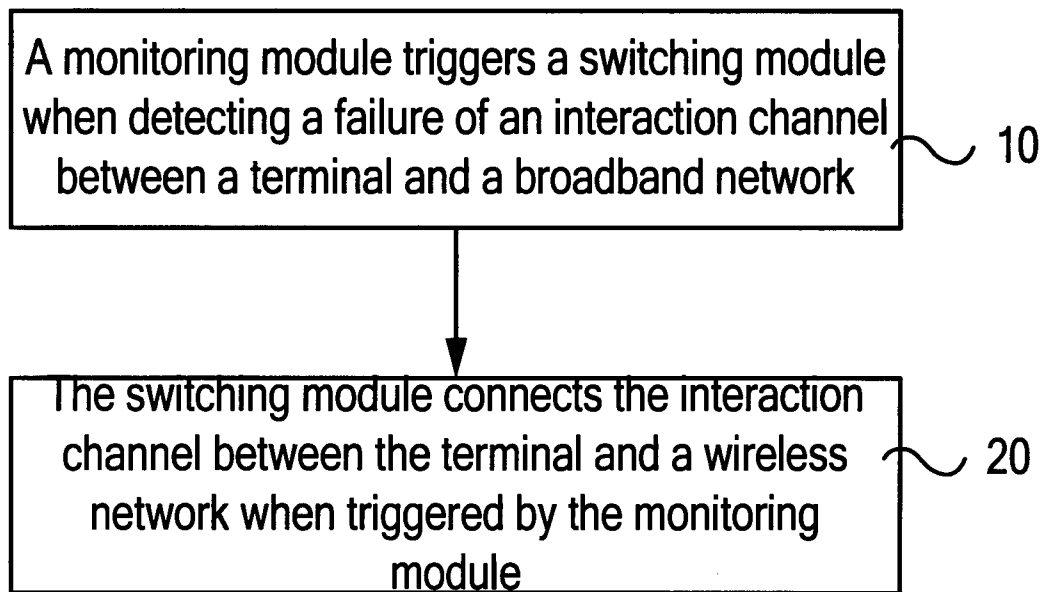 A monitoring module triggers a switching module
when detecting a failure of an interaction channel
between a terminal and a broadband network
10
The switching module connects the interaction
channel between the terminal and a wireless
network when triggered by the monitoring
module
20